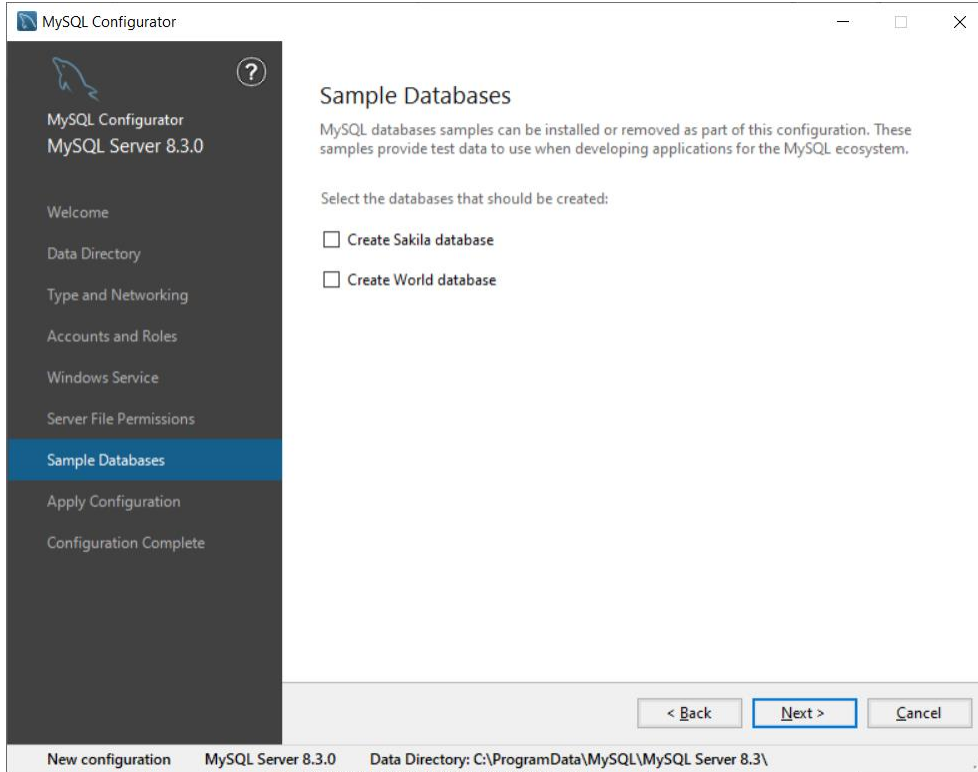 MySQL Configurator
?
MySQL Configurator
MySQL Server 8.3.0
Welcome
Data Directory
Type and Networking
Accounts and Roles
Windows Service
Server File Permissions
Sample Databases
Apply Configuration
Configuration Complete
Sample Databases
MySQL databases samples can be installed or removed as part of this configuration. These
samples provide test data to use when developing applications for the MySQL ecosystem.
Select the databases that should be created:
Create Sakila database
Create World database
< Back
Next >
Cancel
New configuration
MySQL Server 8.3.0
Data Directory: C:\ProgramData\MySQL\MySQL Server 8.3\